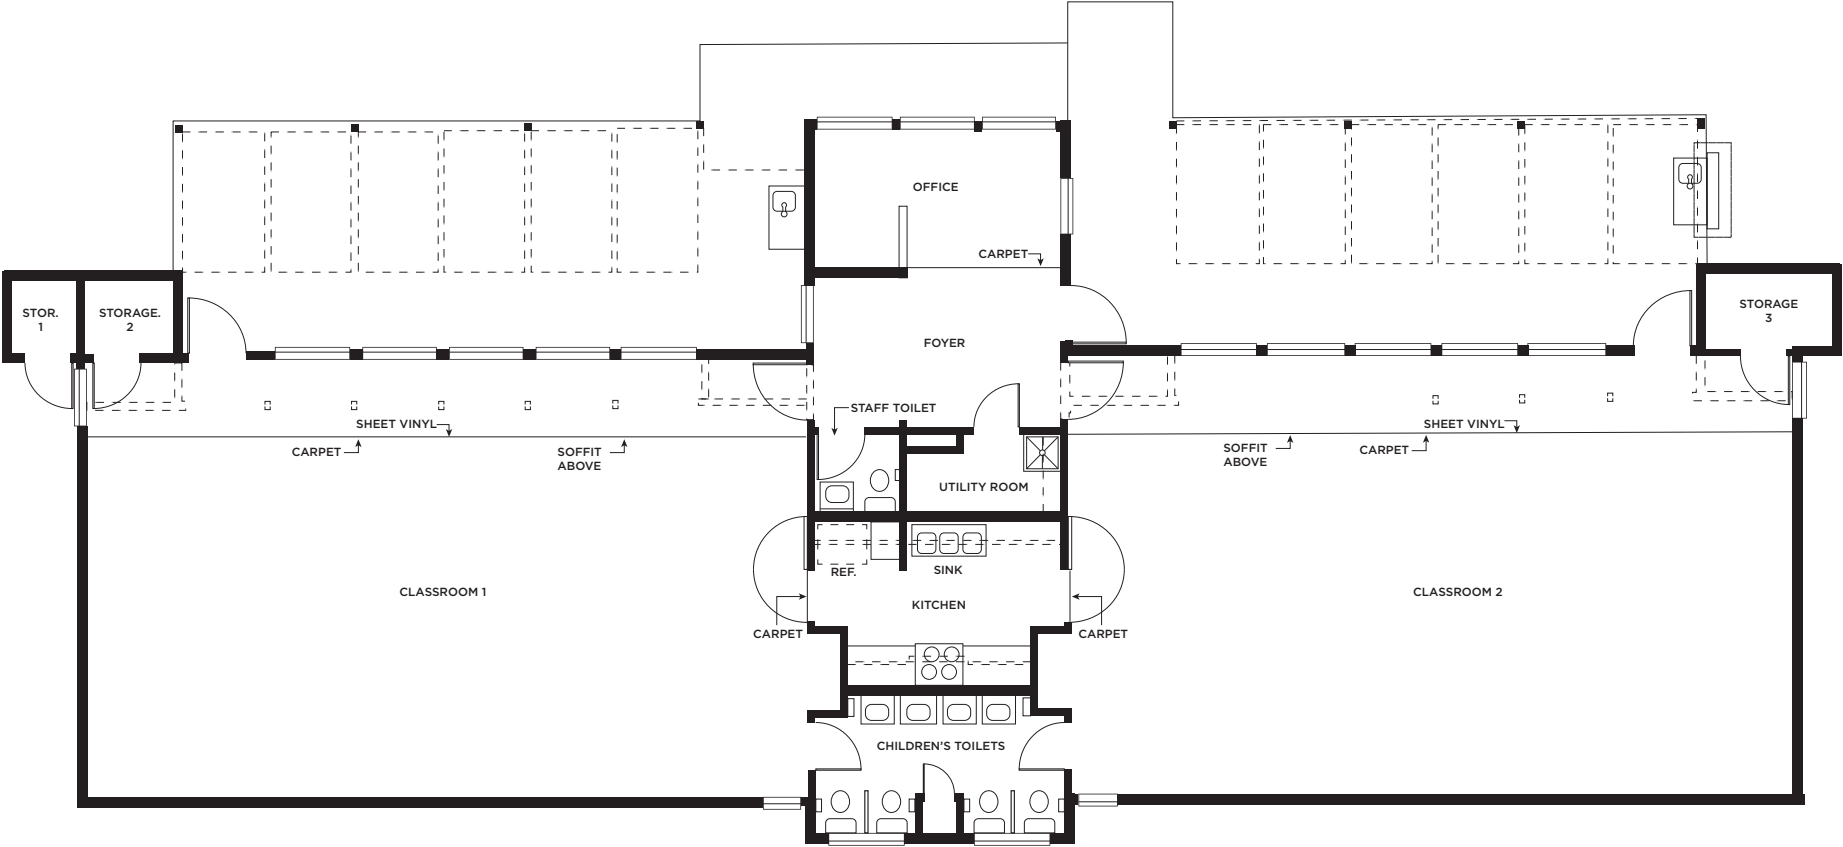 OFFICE
CARPET
STOR.
1
STORAGE.
2
STORAGE
3
FOYER
STAFF TOILET
SHEET VINYL
SHEET VINYL
CARPET
SOFFIT
ABOVE
SOFFIT
ABOVE
CARPET
UTILITY ROOM
REF.
SINK
CLASSROOM 1
KITCHEN
CLASSROOM 2
CARPET
CARPET
CHILDREN'S TOILETS